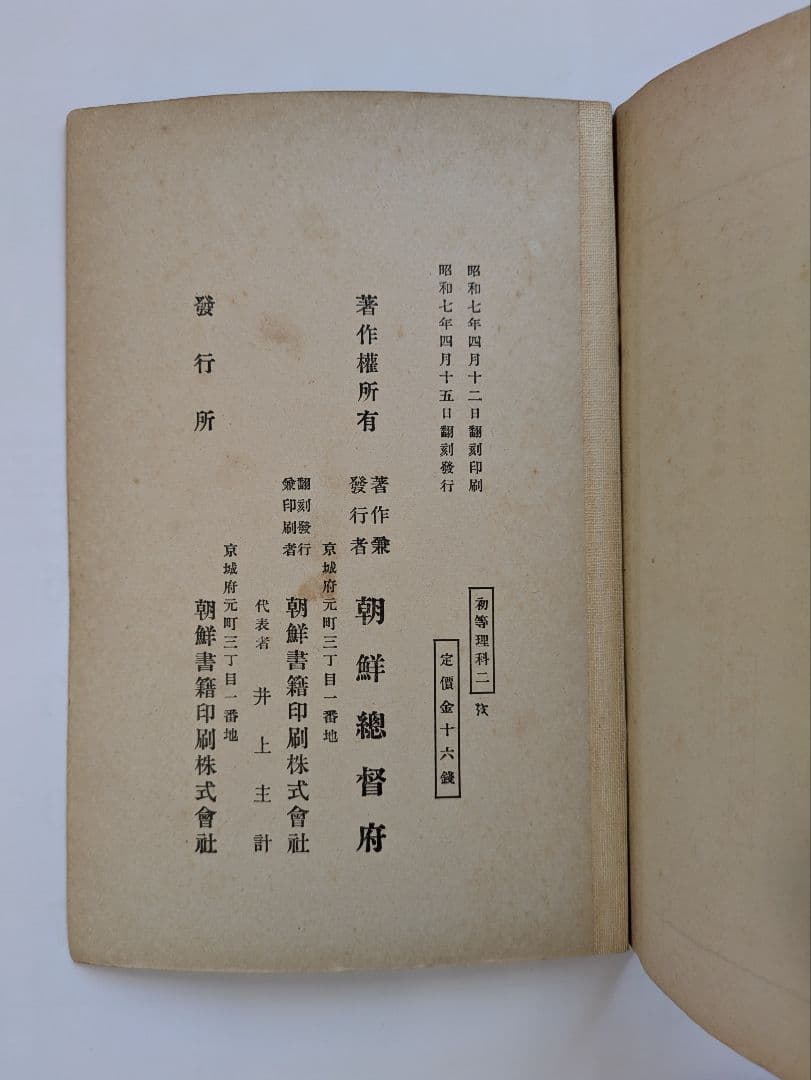 昭和七年四月十二日翻刻印刷
昭和七年四月十五日翻刻發行
初等理科二
定價金十六錢
著作權所有
著作兼
發行者
朝鮮總督府
京城府元町三丁目一番地
翻刻發行
兼印刷者
朝鮮書籍印刷株式會社
代表者 井上主計
京城府元町三丁目一番地
發行所
朝鮮書籍印刷株式會社